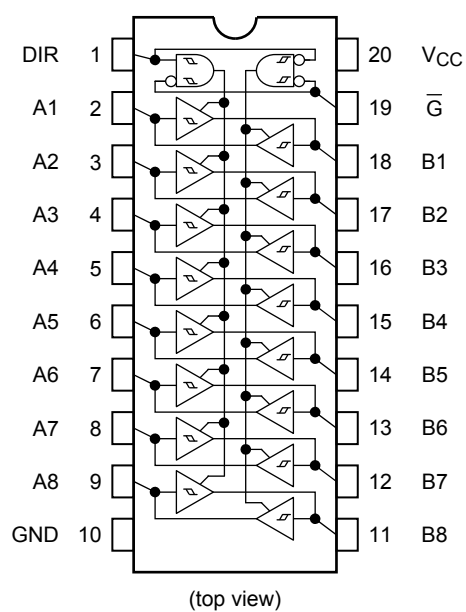 DIR 1 20 VCC
A1 2 19 G̅
A2 3 18 B1
A3 4 17 B2
A4 5 16 B3
A5 6 15 B4
A6 7 14 B5
A7 8 13 B6
A8 9 12 B7
GND 10 11 B8
(top view)